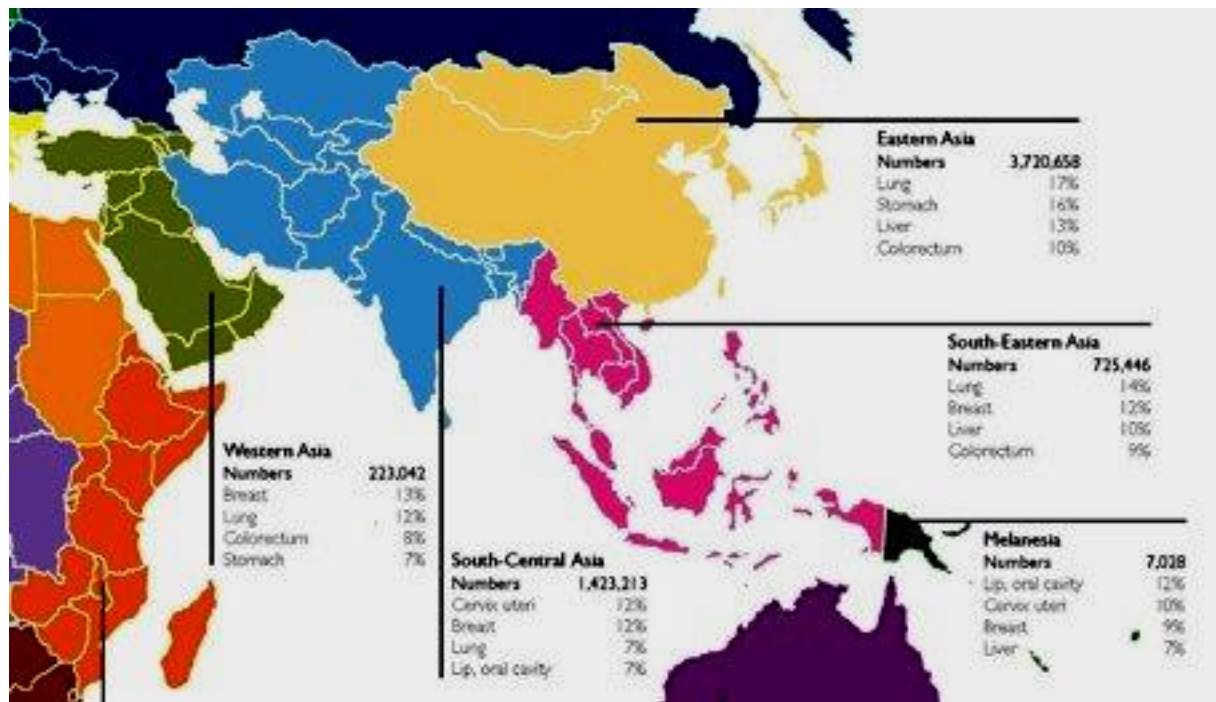 Eastern Asia
Numbers 3,720,658
Lung 17%
Stomach 16%
Liver 13%
Colorectum 10%
South-Eastern Asia
Numbers 725,446
Lung 14%
Breast 12%
Liver 10%
Colorectum 9%
Western Asia
Numbers 223,042
Breast 13%
Lung 12%
Colorectum 8%
Stomach 7%
South-Central Asia
Numbers 1,423,213
Cervix uteri 12%
Breast 12%
Lung 7%
Lip, oral cavity 7%
Melanesia
Numbers 7,028
Lip, oral cavity 12%
Cervix uteri 10%
Breast 9%
Liver 7%